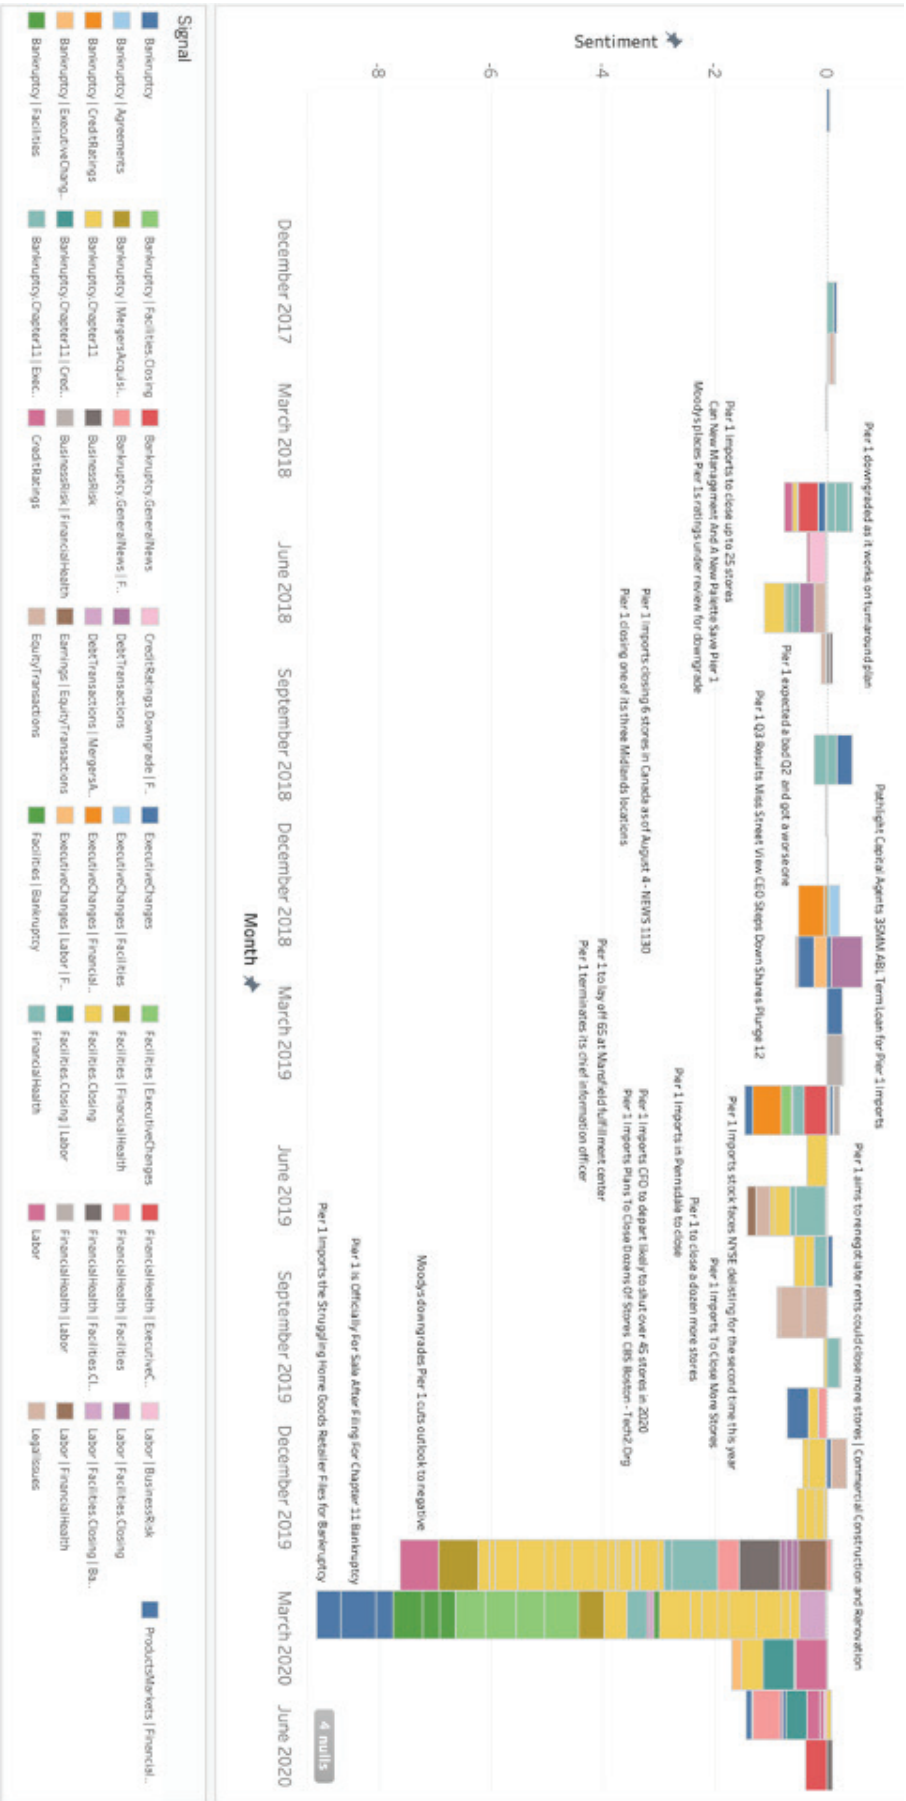 Sentiment
0
-2
-4
-6
-8
Pier 1 downgraded as it works on turnaround plan
Pathlight Capital Agents 35MM ABL Term Loan for Pier 1 Imports
Pier 1 aims to renegotiate rents could close more stores | Commercial Construction and Renovation
Pier 1 expected a bad Q2 and got a worse one
Pier 1 Q3 Results Miss Street View CEO Steps Down Shares Plunge 12
Pier 1 Imports to close up to 25 stores
Can New Management And A New Palette Save Pier 1
Moodys places Pier 1s ratings under review for downgrade
Pier 1 Imports stock faces NYSE delisting for the second time this year
Pier 1 Imports To Close More Stores
Pier 1 to close a dozen more stores
Pier 1 Imports in Pennsdale to close
Pier 1 Imports closing 6 stores in Canada as of August 4 - NEWS 1130
Pier 1 closing one of its three Midlands locations
Pier 1 Imports CFO to depart likely to shut over 45 stores in 2020
Pier 1 Imports Plans To Close Dozens Of Stores CBS Boston - Tech2.Org
Pier 1 to lay off 65 at Mansfield fulfillment center
Pier 1 terminates its chief information officer
Moodys downgrades Pier 1 cuts outlook to negative
Pier 1 Is Officially For Sale After Filing For Chapter 11 Bankruptcy
Pier 1 Imports the Struggling Home Goods Retailer Files for Bankruptcy
4 nulls
December 2017
March 2018
June 2018
September 2018
December 2018
March 2019
June 2019
September 2019
December 2019
March 2020
June 2020
Month
Signal
Bankruptcy
Bankruptcy | Agreements
Bankruptcy | CreditRatings
Bankruptcy | ExecutiveChang..
Bankruptcy | Facilities
Bankruptcy | Facilities.Closing
Bankruptcy | MergersAcquisi..
Bankruptcy.Chapter11
Bankruptcy.Chapter11 | Cred..
Bankruptcy.Chapter11 | Exec..
Bankruptcy.GeneralNews
Bankruptcy.GeneralNews | F..
BusinessRisk
BusinessRisk | FinancialHealth
CreditRatings
CreditRatings.Downgrade | F..
DebtTransactions
DebtTransactions | MergersA..
Earnings | EquityTransactions
EquityTransactions
ExecutiveChanges
ExecutiveChanges | Facilities
ExecutiveChanges | Financial..
ExecutiveChanges | Labor | F..
Facilities | Bankruptcy
Facilities | ExecutiveChanges
Facilities | FinancialHealth
Facilities.Closing
Facilities.Closing | Labor
FinancialHealth
FinancialHealth | ExecutiveC..
FinancialHealth | Facilities
FinancialHealth | Facilities.Cl..
FinancialHealth | Labor
Labor
Labor | BusinessRisk
Labor | Facilities.Closing
Labor | Facilities.Closing | Ba..
Labor | FinancialHealth
LegalIssues
ProductsMarkets | Financial..